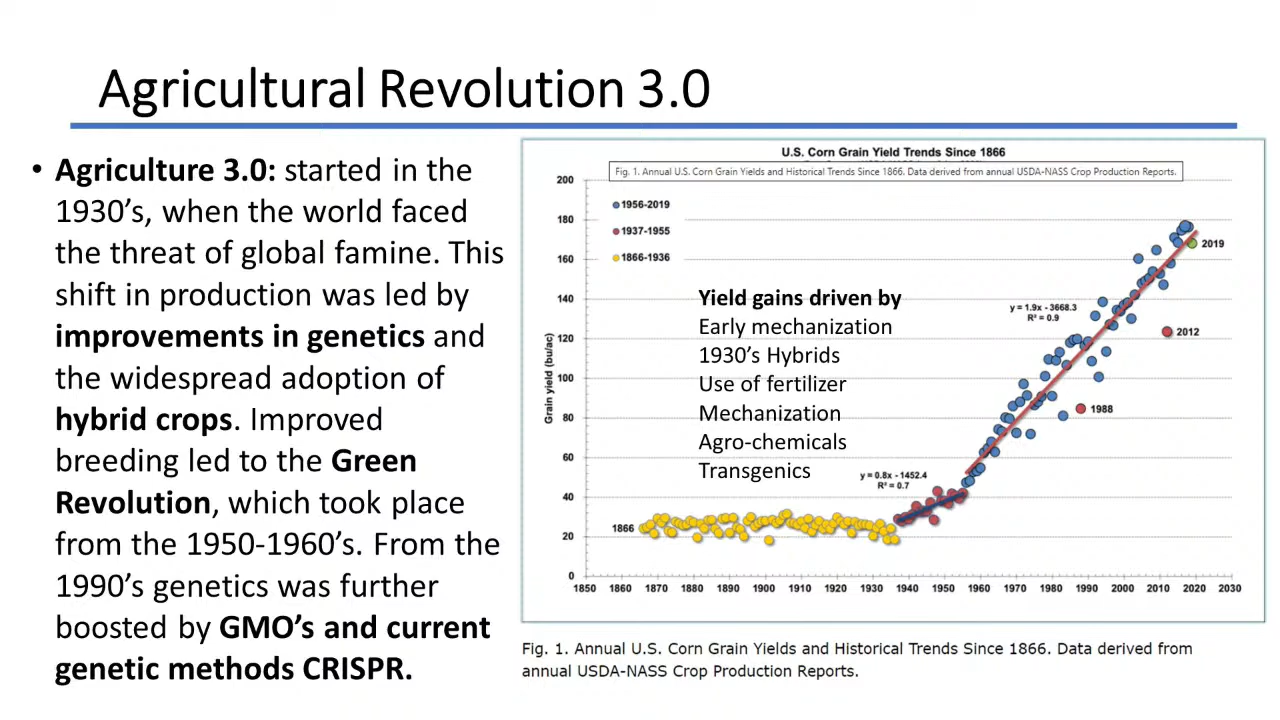 Agricultural Revolution 3.0
• Agriculture 3.0: started in the
1930’s, when the world faced
the threat of global famine. This
shift in production was led by
improvements in genetics and
the widespread adoption of
hybrid crops. Improved
breeding led to the Green
Revolution, which took place
from the 1950-1960’s. From the
1990’s genetics was further
boosted by GMO’s and current
genetic methods CRISPR.
U.S. Corn Grain Yield Trends Since 1866
Fig. 1. Annual U.S. Corn Grain Yields and Historical Trends Since 1866. Data derived from annual USDA-NASS Crop Production Reports.
1956-2019
1937-1955
1866-1936
Yield gains driven by
Early mechanization
1930’s Hybrids
Use of fertilizer
Mechanization
Agro-chemicals
Transgenics
y = 1.9x - 3668.3
R² = 0.9
y = 0.8x - 1452.4
R² = 0.7
2019
2012
1988
1866
Grain yield (bu/ac)
200
180
160
140
120
100
80
60
40
20
0
1850 1860 1870 1880 1890 1900 1910 1920 1930 1940 1950 1960 1970 1980 1990 2000 2010 2020 2030
Fig. 1. Annual U.S. Corn Grain Yields and Historical Trends Since 1866. Data derived from
annual USDA-NASS Crop Production Reports.